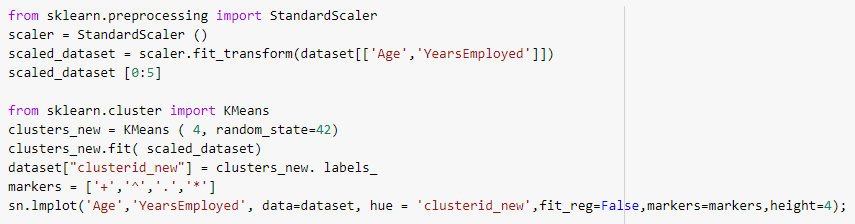 from sklearn.preprocessing import StandardScaler
scaler = StandardScaler ()
scaled_dataset = scaler.fit_transform(dataset[['Age','YearsEmployed']])
scaled_dataset [0:5]
from sklearn.cluster import KMeans
clusters_new = KMeans ( 4, random_state=42)
clusters_new.fit( scaled_dataset)
dataset["clusterid_new"] = clusters_new. labels_
markers = ['+','^','.','*']
sn.lmplot('Age','YearsEmployed', data=dataset, hue = 'clusterid_new',fit_reg=False,markers=markers,height=4);